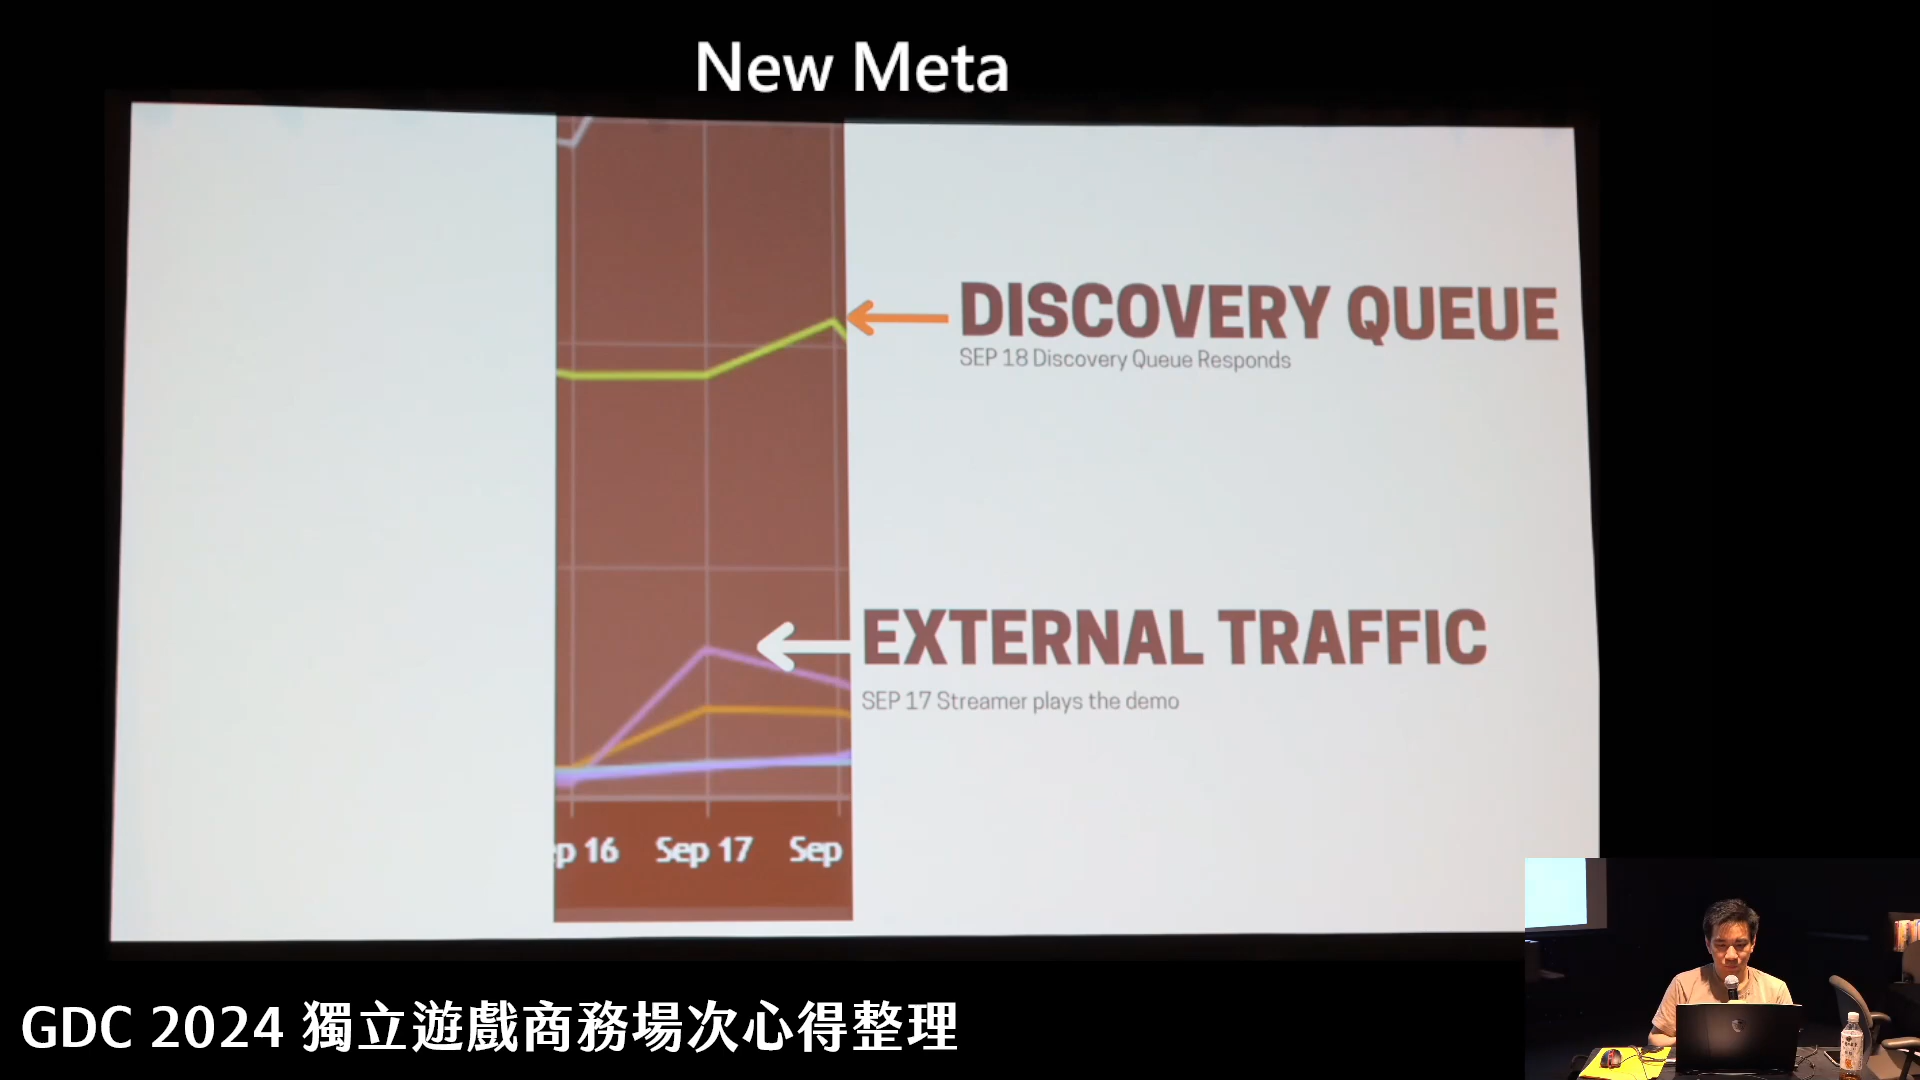 New Meta
DISCOVERY QUEUE
SEP 18 Discovery Queue Responds
EXTERNAL TRAFFIC
SEP 17 Streamer plays the demo
p 16 Sep 17 Sep
GDC 2024 獨立遊戲商務場次心得整理